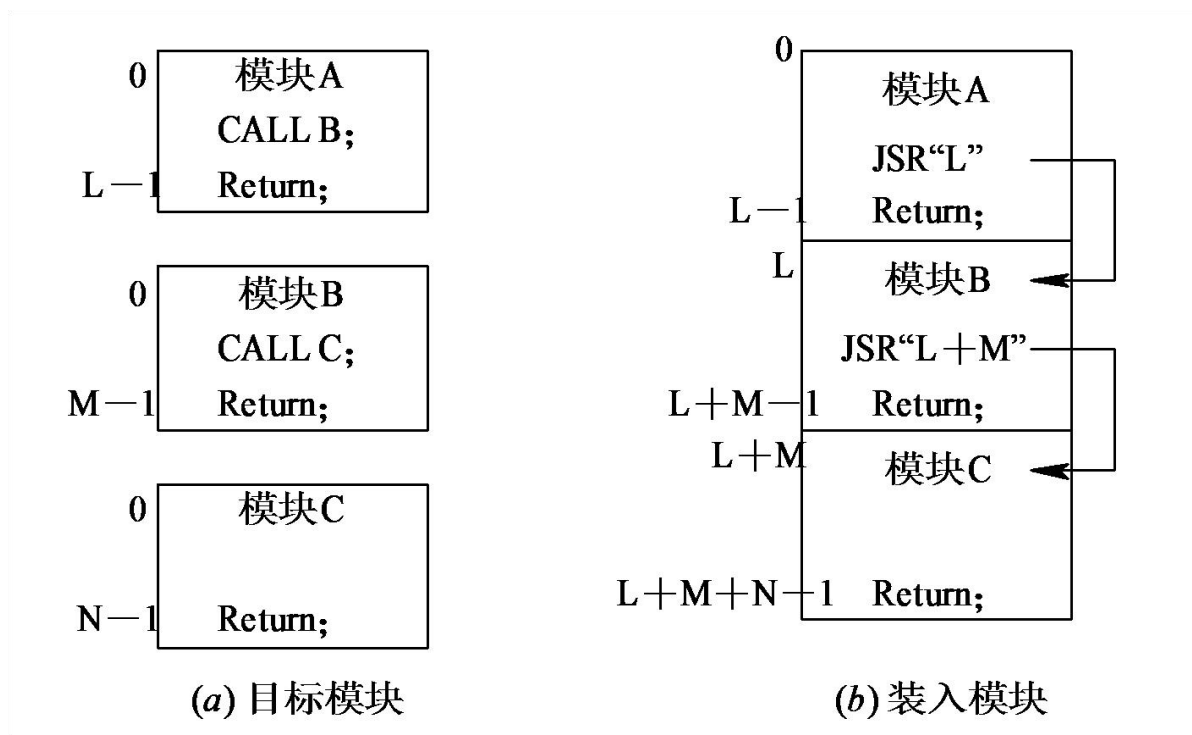 0
模块A
CALL B；
L－1
Return；
0
模块B
CALL C；
M－1
Return；
0
模块C
N－1
Return；
(a) 目标模块
0
模块A
JSR“L”
L－1
Return；
L
模块B
JSR“L＋M”
L＋M－1
Return；
L＋M
模块C
L＋M＋N－1
Return；
(b) 装入模块